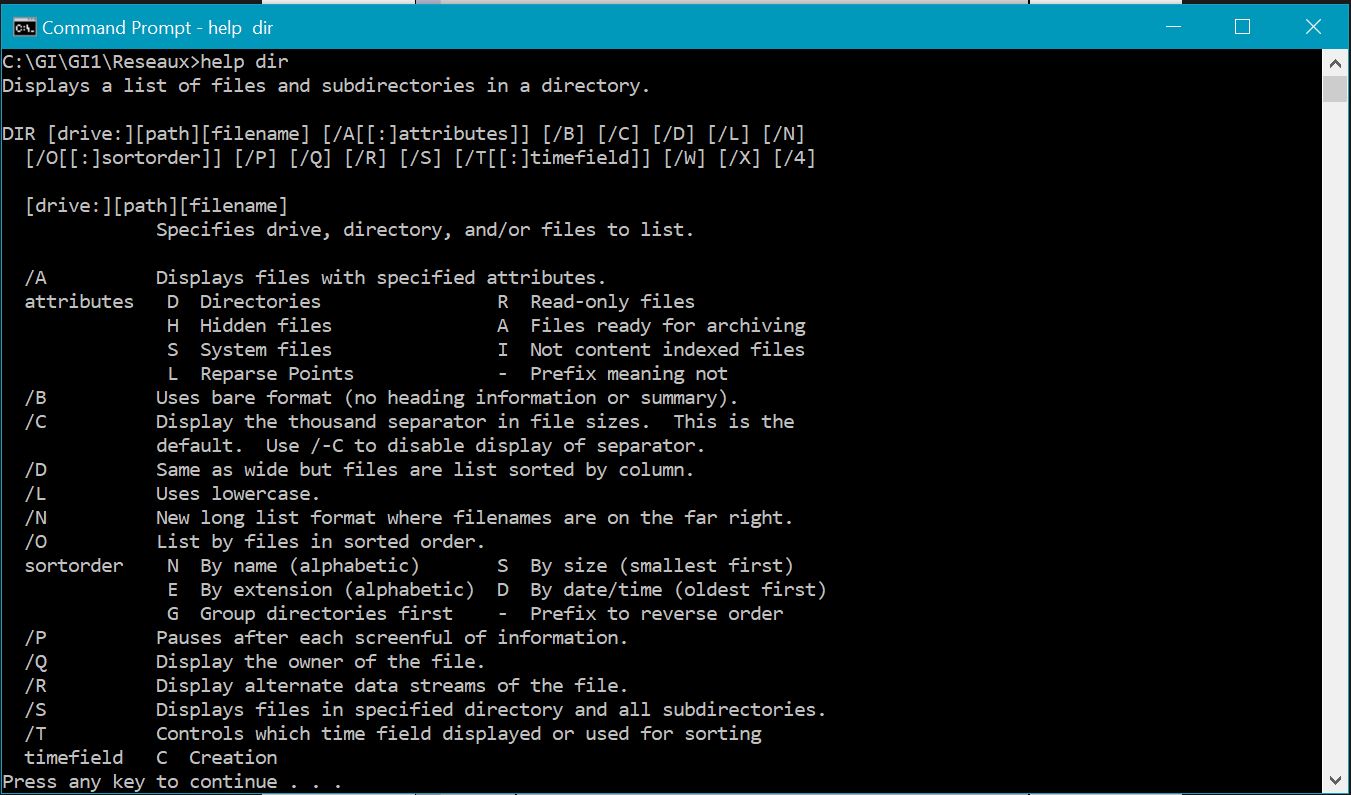 Command Prompt - help  dir
C:\GI\GI1\Reseaux>help dir
Displays a list of files and subdirectories in a directory.

DIR [drive:][path][filename] [/A[[:]attributes]] [/B] [/C] [/D] [/L] [/N]
  [/O[[:]sortorder]] [/P] [/Q] [/R] [/S] [/T[[:]timefield]] [/W] [/X] [/4]

  [drive:][path][filename]
              Specifies drive, directory, and/or files to list.

  /A          Displays files with specified attributes.
  attributes   D  Directories                R  Read-only files
               H  Hidden files               A  Files ready for archiving
               S  System files               I  Not content indexed files
               L  Reparse Points             -  Prefix meaning not
  /B          Uses bare format (no heading information or summary).
  /C          Display the thousand separator in file sizes.  This is the
              default.  Use /-C to disable display of separator.
  /D          Same as wide but files are list sorted by column.
  /L          Uses lowercase.
  /N          New long list format where filenames are on the far right.
  /O          List by files in sorted order.
  sortorder    N  By name (alphabetic)       S  By size (smallest first)
               E  By extension (alphabetic)  D  By date/time (oldest first)
               G  Group directories first    -  Prefix to reverse order
  /P          Pauses after each screenful of information.
  /Q          Display the owner of the file.
  /R          Display alternate data streams of the file.
  /S          Displays files in specified directory and all subdirectories.
  /T          Controls which time field displayed or used for sorting
  timefield   C  Creation
Press any key to continue . . .